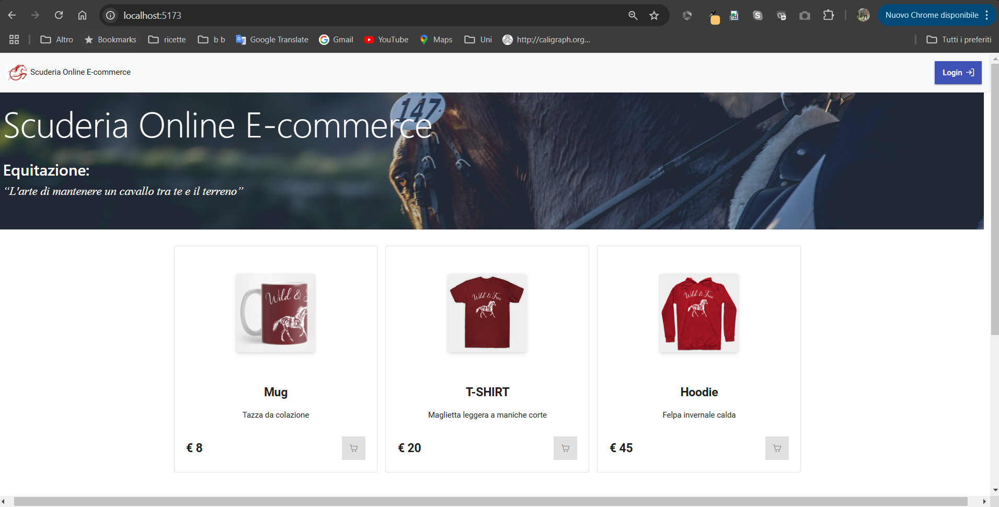 localhost:5173
Nuovo Chrome disponibile
Altro Bookmarks ricette b b Google Translate Gmail YouTube Maps Uni http://caligraph.org... Tutti i preferiti
Scuderia Online E-commerce
Login
147
Scuderia Online E-commerce
Equitazione:
“L'arte di mantenere un cavallo tra te e il terreno”
Wild &
Wild & Free
Wild & Free
Mug
T-SHIRT
Hoodie
Tazza da colazione
Maglietta leggera a maniche corte
Felpa invernale calda
€ 8
€ 20
€ 45